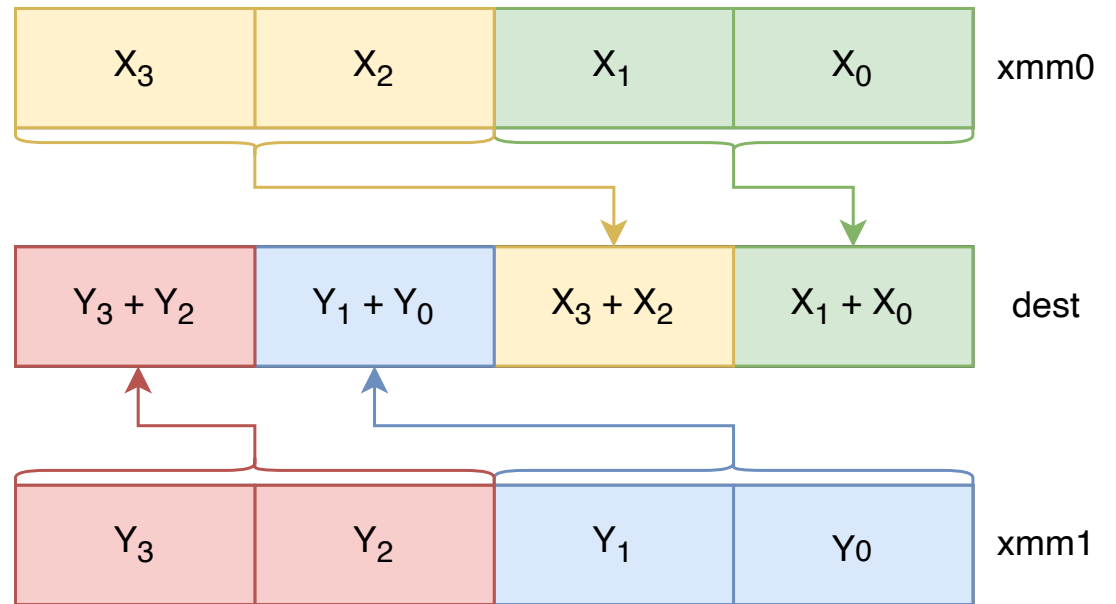 X₃ X₂ X₁ X₀ xmm0
Y₃ + Y₂ Y₁ + Y₀ X₃ + X₂ X₁ + X₀ dest
Y₃ Y₂ Y₁ Y0 xmm1